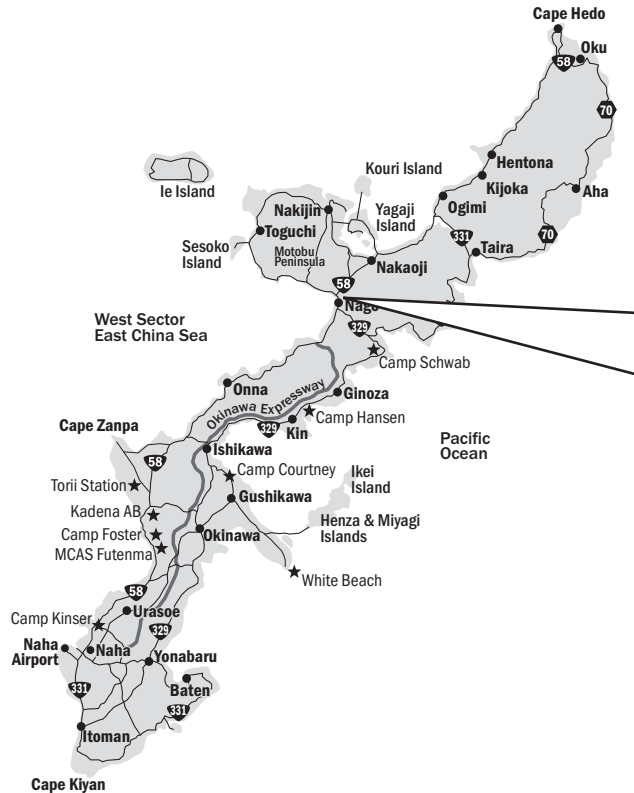 Cape Hedo
Oku
58
70
Hentona
Kouri Island
Ie Island
Kijoka
Aha
Nakijin
Yagaji
Island
Ogimi
Toguchi
331
70
Sesoko
Island
Motobu
Peninsula
Taira
Nakaoji
58
Nago
West Sector
East China Sea
329
Camp Schwab
Onna
Okinawa Expressway
Ginoza
Camp Hansen
Cape Zanpa
329
Kin
Pacific
Ocean
58
Ishikawa
Camp Courtney
Ikei
Island
Torii Station
Gushikawa
Kadena AB
Henza & Miyagi
Islands
Camp Foster
Okinawa
MCAS Futenma
White Beach
58
Camp Kinser
Urasoe
329
Naha
Airport
Naha
Yonabaru
331
Baten
331
Itoman
Cape Kiyan